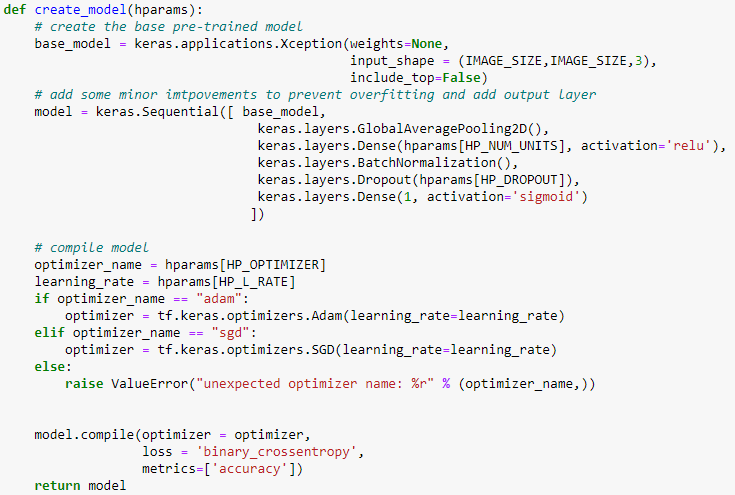 def create_model(hparams):
    # create the base pre-trained model
    base_model = keras.applications.Xception(weights=None,
                                         input_shape = (IMAGE_SIZE,IMAGE_SIZE,3),
                                         include_top=False)
    # add some minor imtpovements to prevent overfitting and add output layer
    model = keras.Sequential([ base_model,
                             keras.layers.GlobalAveragePooling2D(),
                             keras.layers.Dense(hparams[HP_NUM_UNITS], activation='relu'),
                             keras.layers.BatchNormalization(),
                             keras.layers.Dropout(hparams[HP_DROPOUT]),
                             keras.layers.Dense(1, activation='sigmoid')
                            ])
    # compile model
    optimizer_name = hparams[HP_OPTIMIZER]
    learning_rate = hparams[HP_L_RATE]
    if optimizer_name == "adam":
        optimizer = tf.keras.optimizers.Adam(learning_rate=learning_rate)
    elif optimizer_name == "sgd":
        optimizer = tf.keras.optimizers.SGD(learning_rate=learning_rate)
    else:
        raise ValueError("unexpected optimizer name: %r" % (optimizer_name,))
    model.compile(optimizer = optimizer,
                  loss = 'binary_crossentropy',
                  metrics=['accuracy'])
    return model